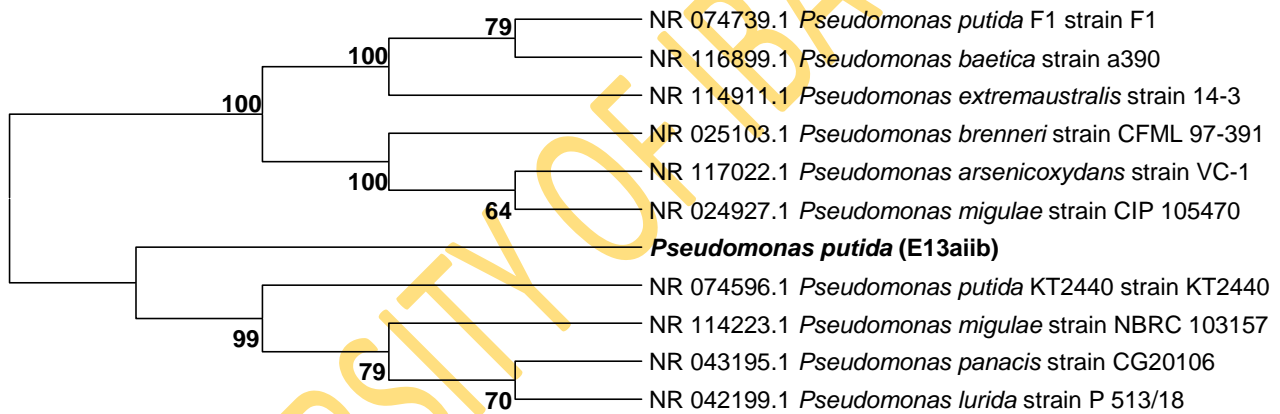 NR 074739.1 Pseudomonas putida F1 strain F1
79
NR 116899.1 Pseudomonas baetica strain a390
100
NR 114911.1 Pseudomonas extremaustralis strain 14-3
100
NR 025103.1 Pseudomonas brenneri strain CFML 97-391
NR 117022.1 Pseudomonas arsenicoxydans strain VC-1
100
NR 024927.1 Pseudomonas migulae strain CIP 105470
64
Pseudomonas putida (E13aiib)
NR 074596.1 Pseudomonas putida KT2440 strain KT2440
NR 114223.1 Pseudomonas migulae strain NBRC 103157
99
NR 043195.1 Pseudomonas panacis strain CG20106
79
NR 042199.1 Pseudomonas lurida strain P 513/18
70
RSITY OF IBA